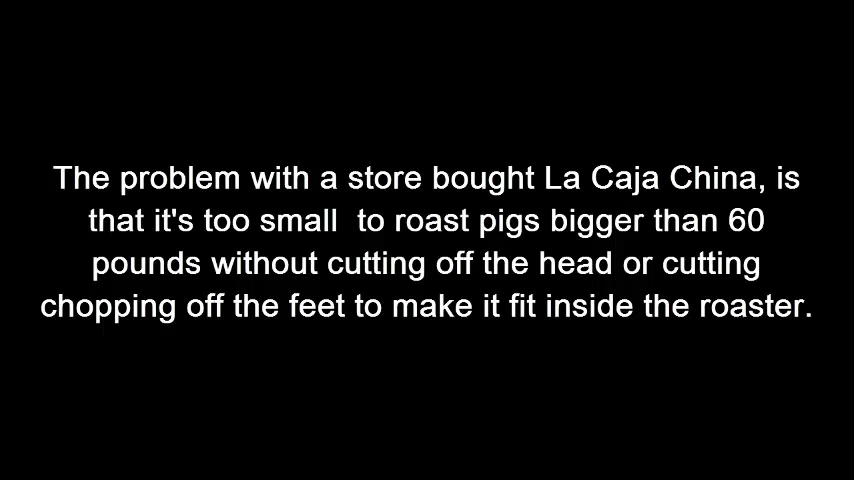 The problem with a store bought La Caja China, is
that it's too small  to roast pigs bigger than 60
pounds without cutting off the head or cutting
chopping off the feet to make it fit inside the roaster.